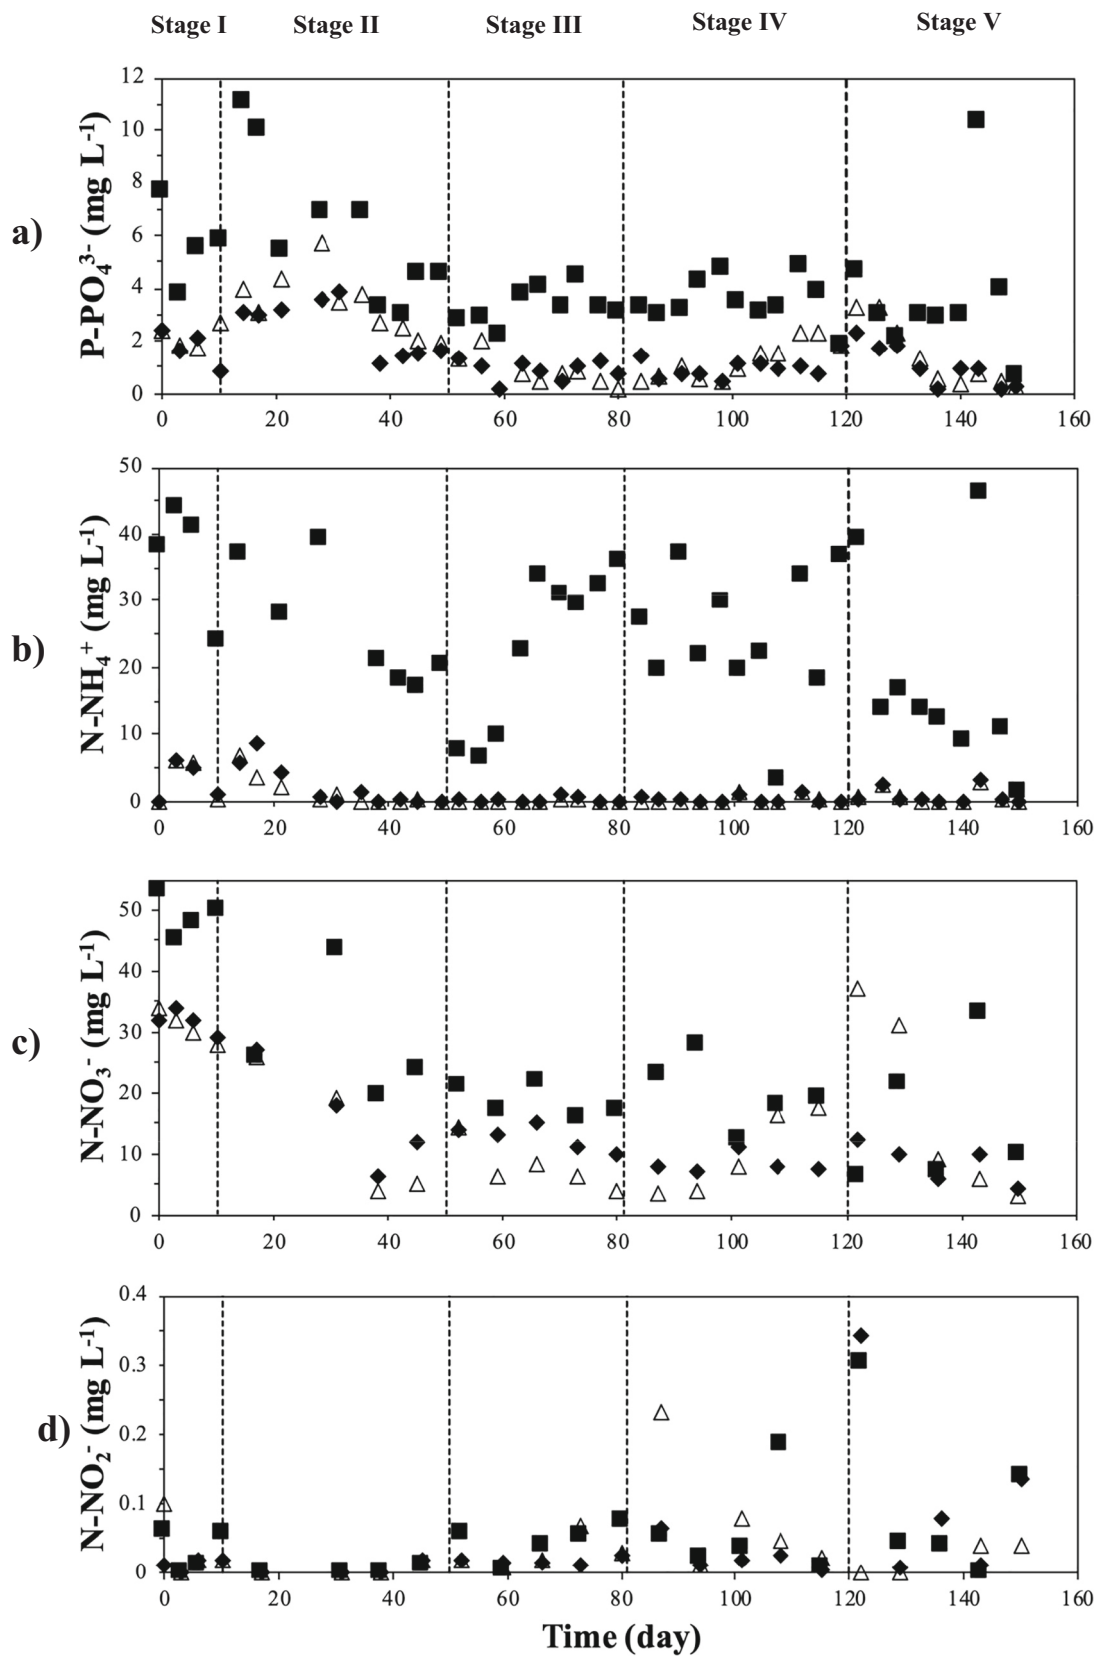 Stage I Stage II Stage III Stage IV Stage V
a)
P-PO₄³⁻ (mg L⁻¹)
12
10
8
6
4
2
0
0 20 40 60 80 100 120 140 160
b)
N-NH₄⁺ (mg L⁻¹)
50
40
30
20
10
0
0 20 40 60 80 100 120 140 160
c)
N-NO₃⁻ (mg L⁻¹)
50
40
30
20
10
0
0 20 40 60 80 100 120 140 160
d)
N-NO₂⁻ (mg L⁻¹)
0.4
0.3
0.2
0.1
0
0 20 40 60 80 100 120 140 160
Time (day)